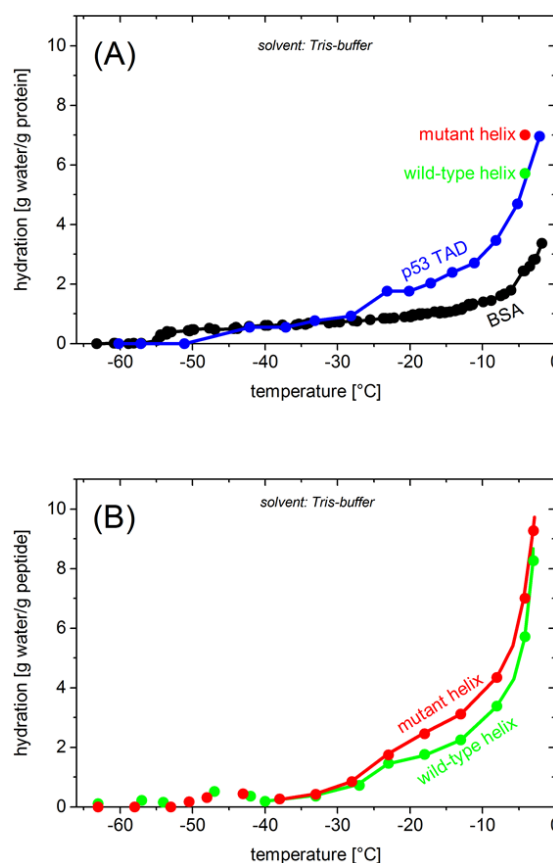 (A)
solvent: Tris-buffer
10
8
6
4
2
0
mutant helix
wild-type helix
p53 TAD
BSA
hydration [g water/g protein]
-60 -50 -40 -30 -20 -10 0
temperature [°C]
(B)
solvent: Tris-buffer
10
8
6
4
2
0
mutant helix
wild-type helix
hydration [g water/g peptide]
-60 -50 -40 -30 -20 -10 0
temperature [°C]